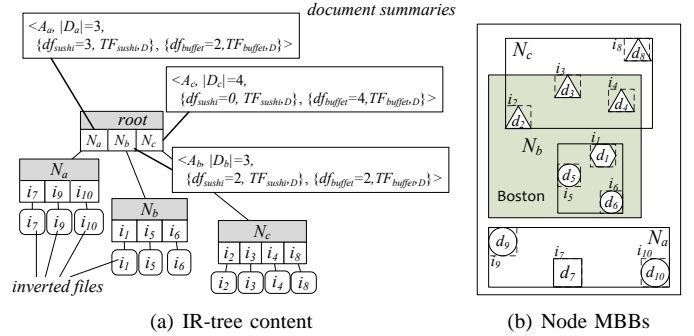 document summaries
<Aₐ, |Dₐ|=3,
{df_sushi=3, TF_sushi,D}, {df_buffet=2,TF_buffet,D}>
<A_c, |D_c|=4,
{df_sushi=0, TF_sushi,D}, {df_buffet=4,TF_buffet,D}>
root
N_a N_b N_c
<A_b, |D_b|=3,
{df_sushi=2, TF_sushi,D}, {df_buffet=2,TF_buffet,D}>
N_a
i_7 i_9 i_10
i_7 i_9 i_10
N_b
i_1 i_5 i_6
i_1 i_5 i_6
N_c
i_2 i_3 i_4 i_8
i_2 i_3 i_4 i_8
inverted files
(a) IR-tree content
N_c
i_8 d_8
i_3 d_3
i_4 d_4
i_2 d_2
N_b
i_1 d_1
d_5 i_5
i_6 d_6
Boston
N_a
d_9 i_9
i_7 d_7
i_10 d_10
(b) Node MBBs